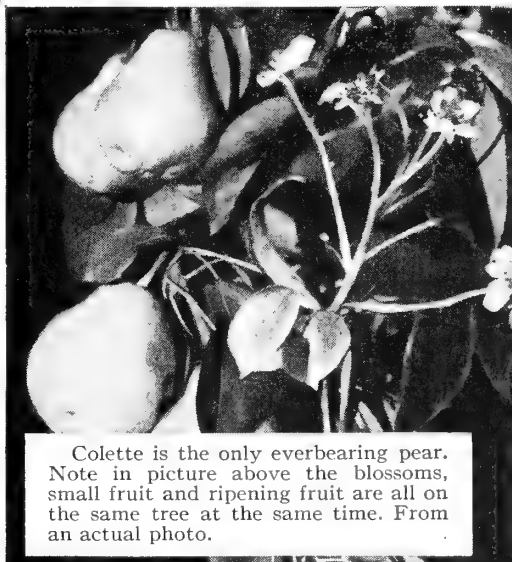 Colette is the only everbearing pear.
Note in picture above the blossoms,
small fruit and ripening fruit are all on
the same tree at the same time. From
an actual photo.